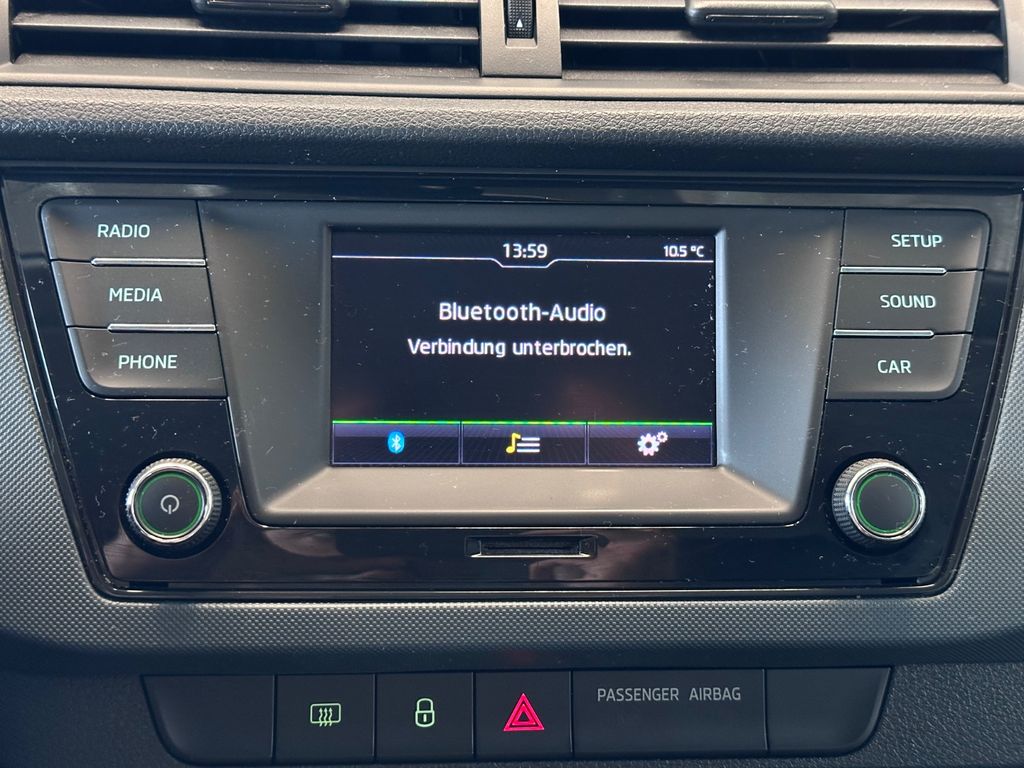 RADIO
MEDIA
PHONE
13:59
10.5 °C
Bluetooth-Audio
Verbindung unterbrochen.
SETUP
SOUND
CAR
PASSENGER AIRBAG